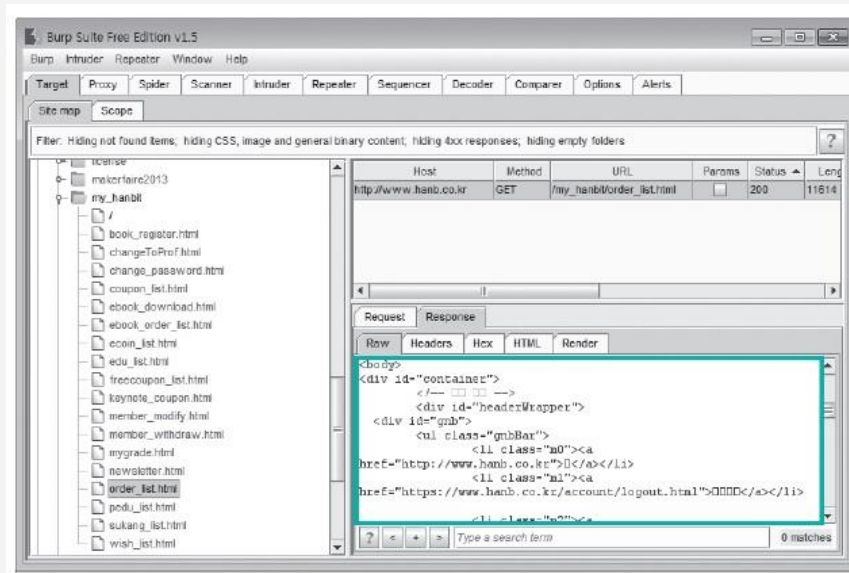 Burp Suite Free Edition v1.5
Burp Intruder Repeater Window Help
Target Proxy Spider Scanner Intruder Repeater Sequencer Decoder Comparer Options Alerts
Site map Scope
Filter: Hiding not found items; hiding CSS, image and general binary content; hiding 4xx responses; hiding empty folders
?
license
makerfaire2013
my_hanbit
/
book_register.html
changeToProf.html
change_password.html
coupon_list.html
ebook_download.html
ebook_order_list.html
ecoin_list.html
edu_list.html
freecoupon_list.html
keynote_coupon.html
member_modify.html
member_withdraw.html
mygrade.html
newsletter.html
order_list.html
pedu_list.html
sukang_list.html
wish_list.html
Host Method URL Params Status Leng
http://www.hanb.co.kr GET /my_hanbit/order_list.html 200 11614
Request Response
Raw Headers Hex HTML Render
<body>
<div id="container">
<!-- □□ □□ -->
<div id="headerWrapper">
<div id="gnb">
<ul class="gnbBar">
<li class="m0"><a
href="http://www.hanb.co.kr">□</a></li>
<li class="m1"><a
href="https://www.hanb.co.kr/account/logout.html">□□□□</a></li>
<li class="m2"><a
? < + > Type a search term 0 matches